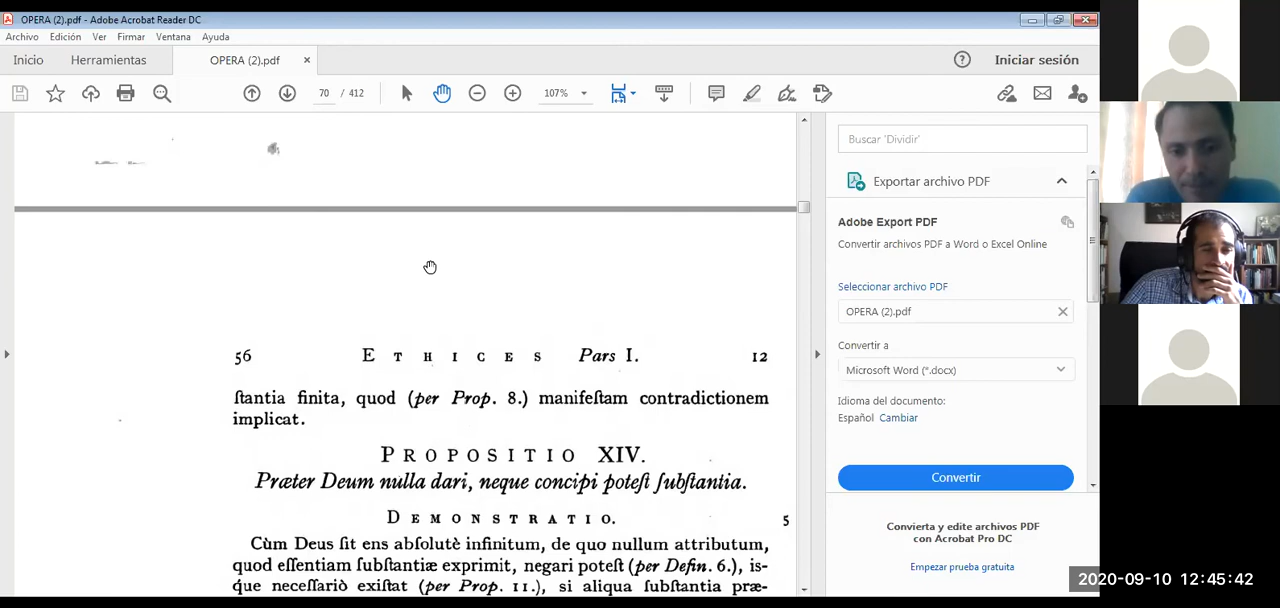 OPERA (2).pdf - Adobe Acrobat Reader DC
Archivo Edición Ver Firmar Ventana Ayuda
Inicio Herramientas OPERA (2).pdf × Iniciar sesión
70 / 412 107%
Buscar 'Dividir'
Exportar archivo PDF
Adobe Export PDF
Convertir archivos PDF a Word o Excel Online
Seleccionar archivo PDF
OPERA (2).pdf
Convertir a
Microsoft Word (*.docx)
Idioma del documento:
Español Cambiar
Convertir
Convierta y edite archivos PDF
con Acrobat Pro DC
Empezar prueba gratuita
56 ETHICES Pars I. 12
ſtantia finita, quod (per Prop. 8.) manifeſtam contradictionem
implicat.
PROPOSITIO XIV.
Præter Deum nulla dari, neque concipi poteſt ſubſtantia.
DEMONSTRATIO. 5
Cùm Deus ſit ens abſolutè infinitum, de quo nullum attributum,
quod eſſentiam ſubſtantiæ exprimit, negari poteſt (per Defin. 6.), is-
q́ue neceſſariò exiſtat (per Prop. 11.), si aliqua ſubſtantia præ-
2020-09-10 12:45:42